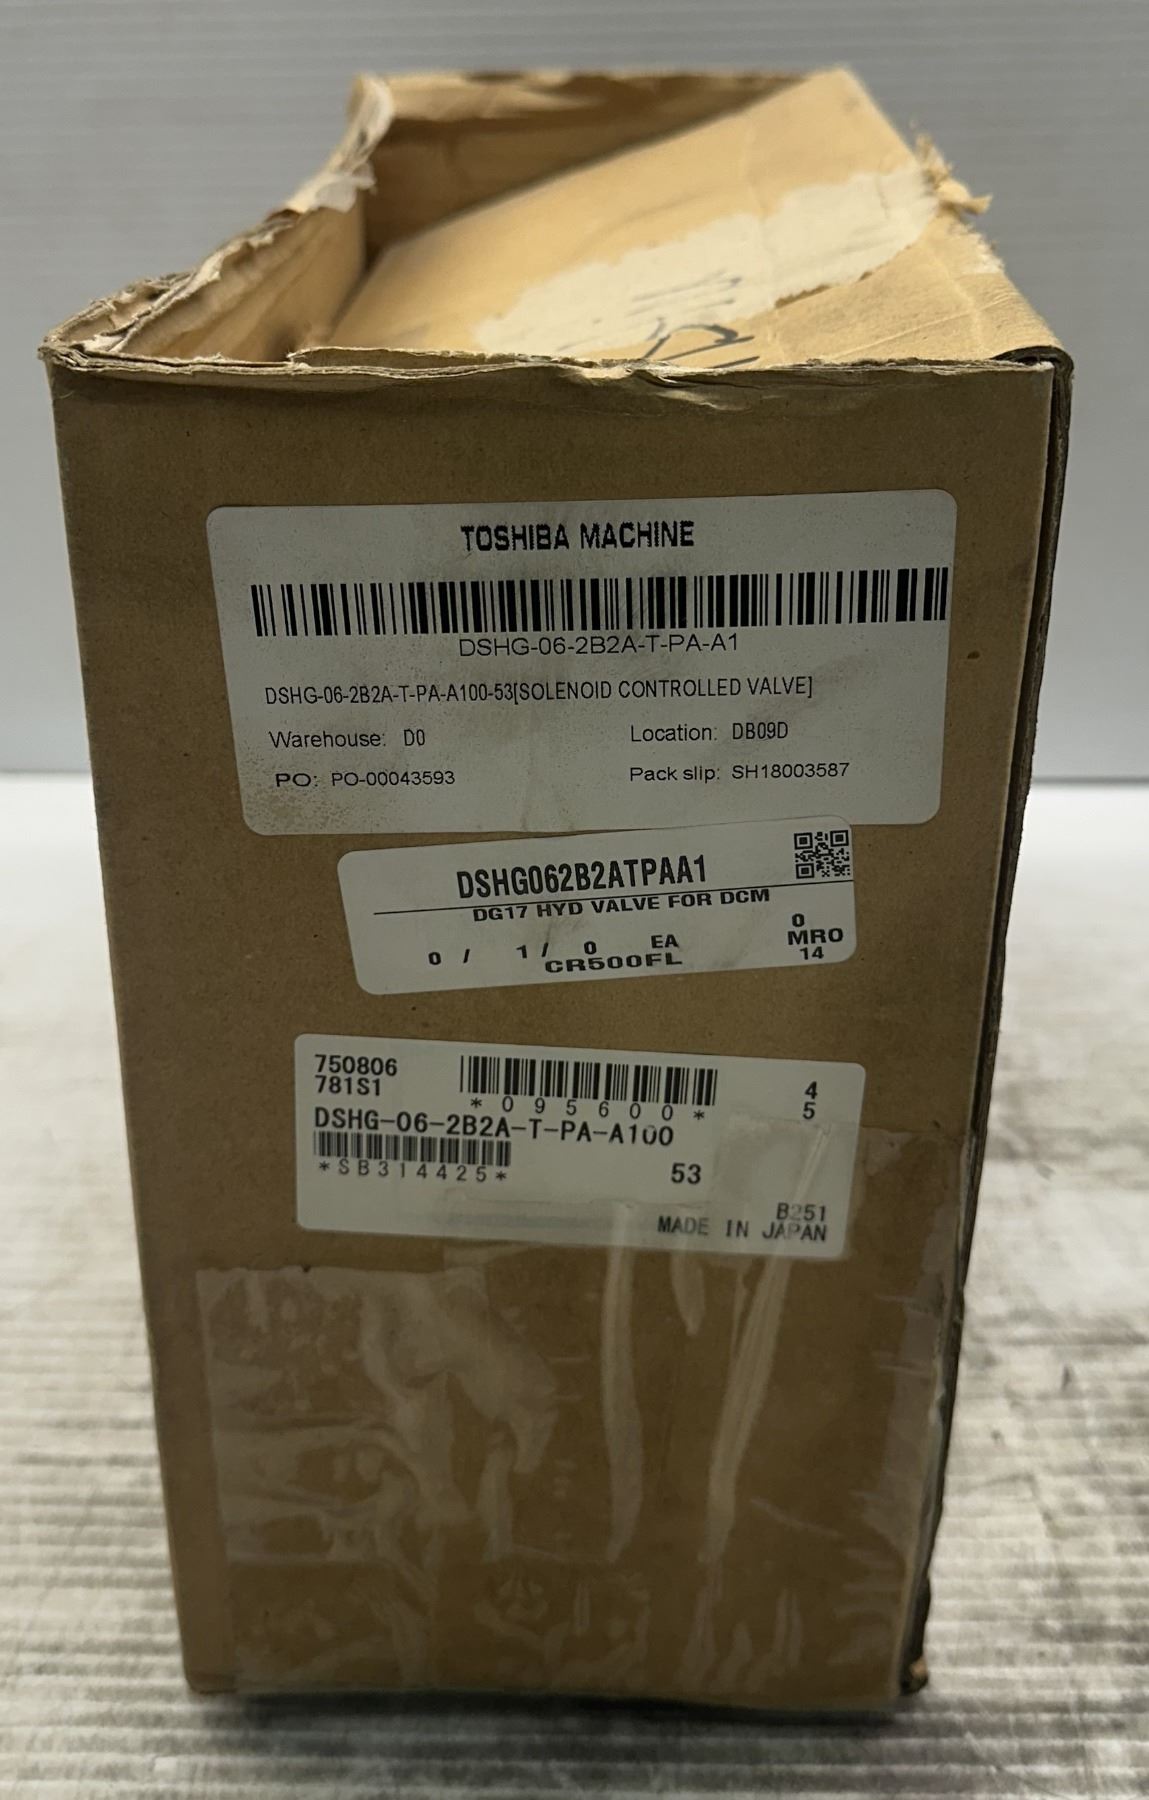 TOSHIBA MACHINE
DSHG-06-2B2A-T-PA-A1
DSHG-06-2B2A-T-PA-A100-53[SOLENOID CONTROLLED VALVE]
Warehouse: D0 Location: DB09D
PO: PO-00043593 Pack slip: SH18003587
DSHG062B2ATPAA1
DG17 HYD VALVE FOR DCM
0 / 1 / 0 EA 0
CR500FL MRO
14
750806 4
781S1 5
*095600*
DSHG-06-2B2A-T-PA-A100
*SB314425* 53
B251
MADE IN JAPAN